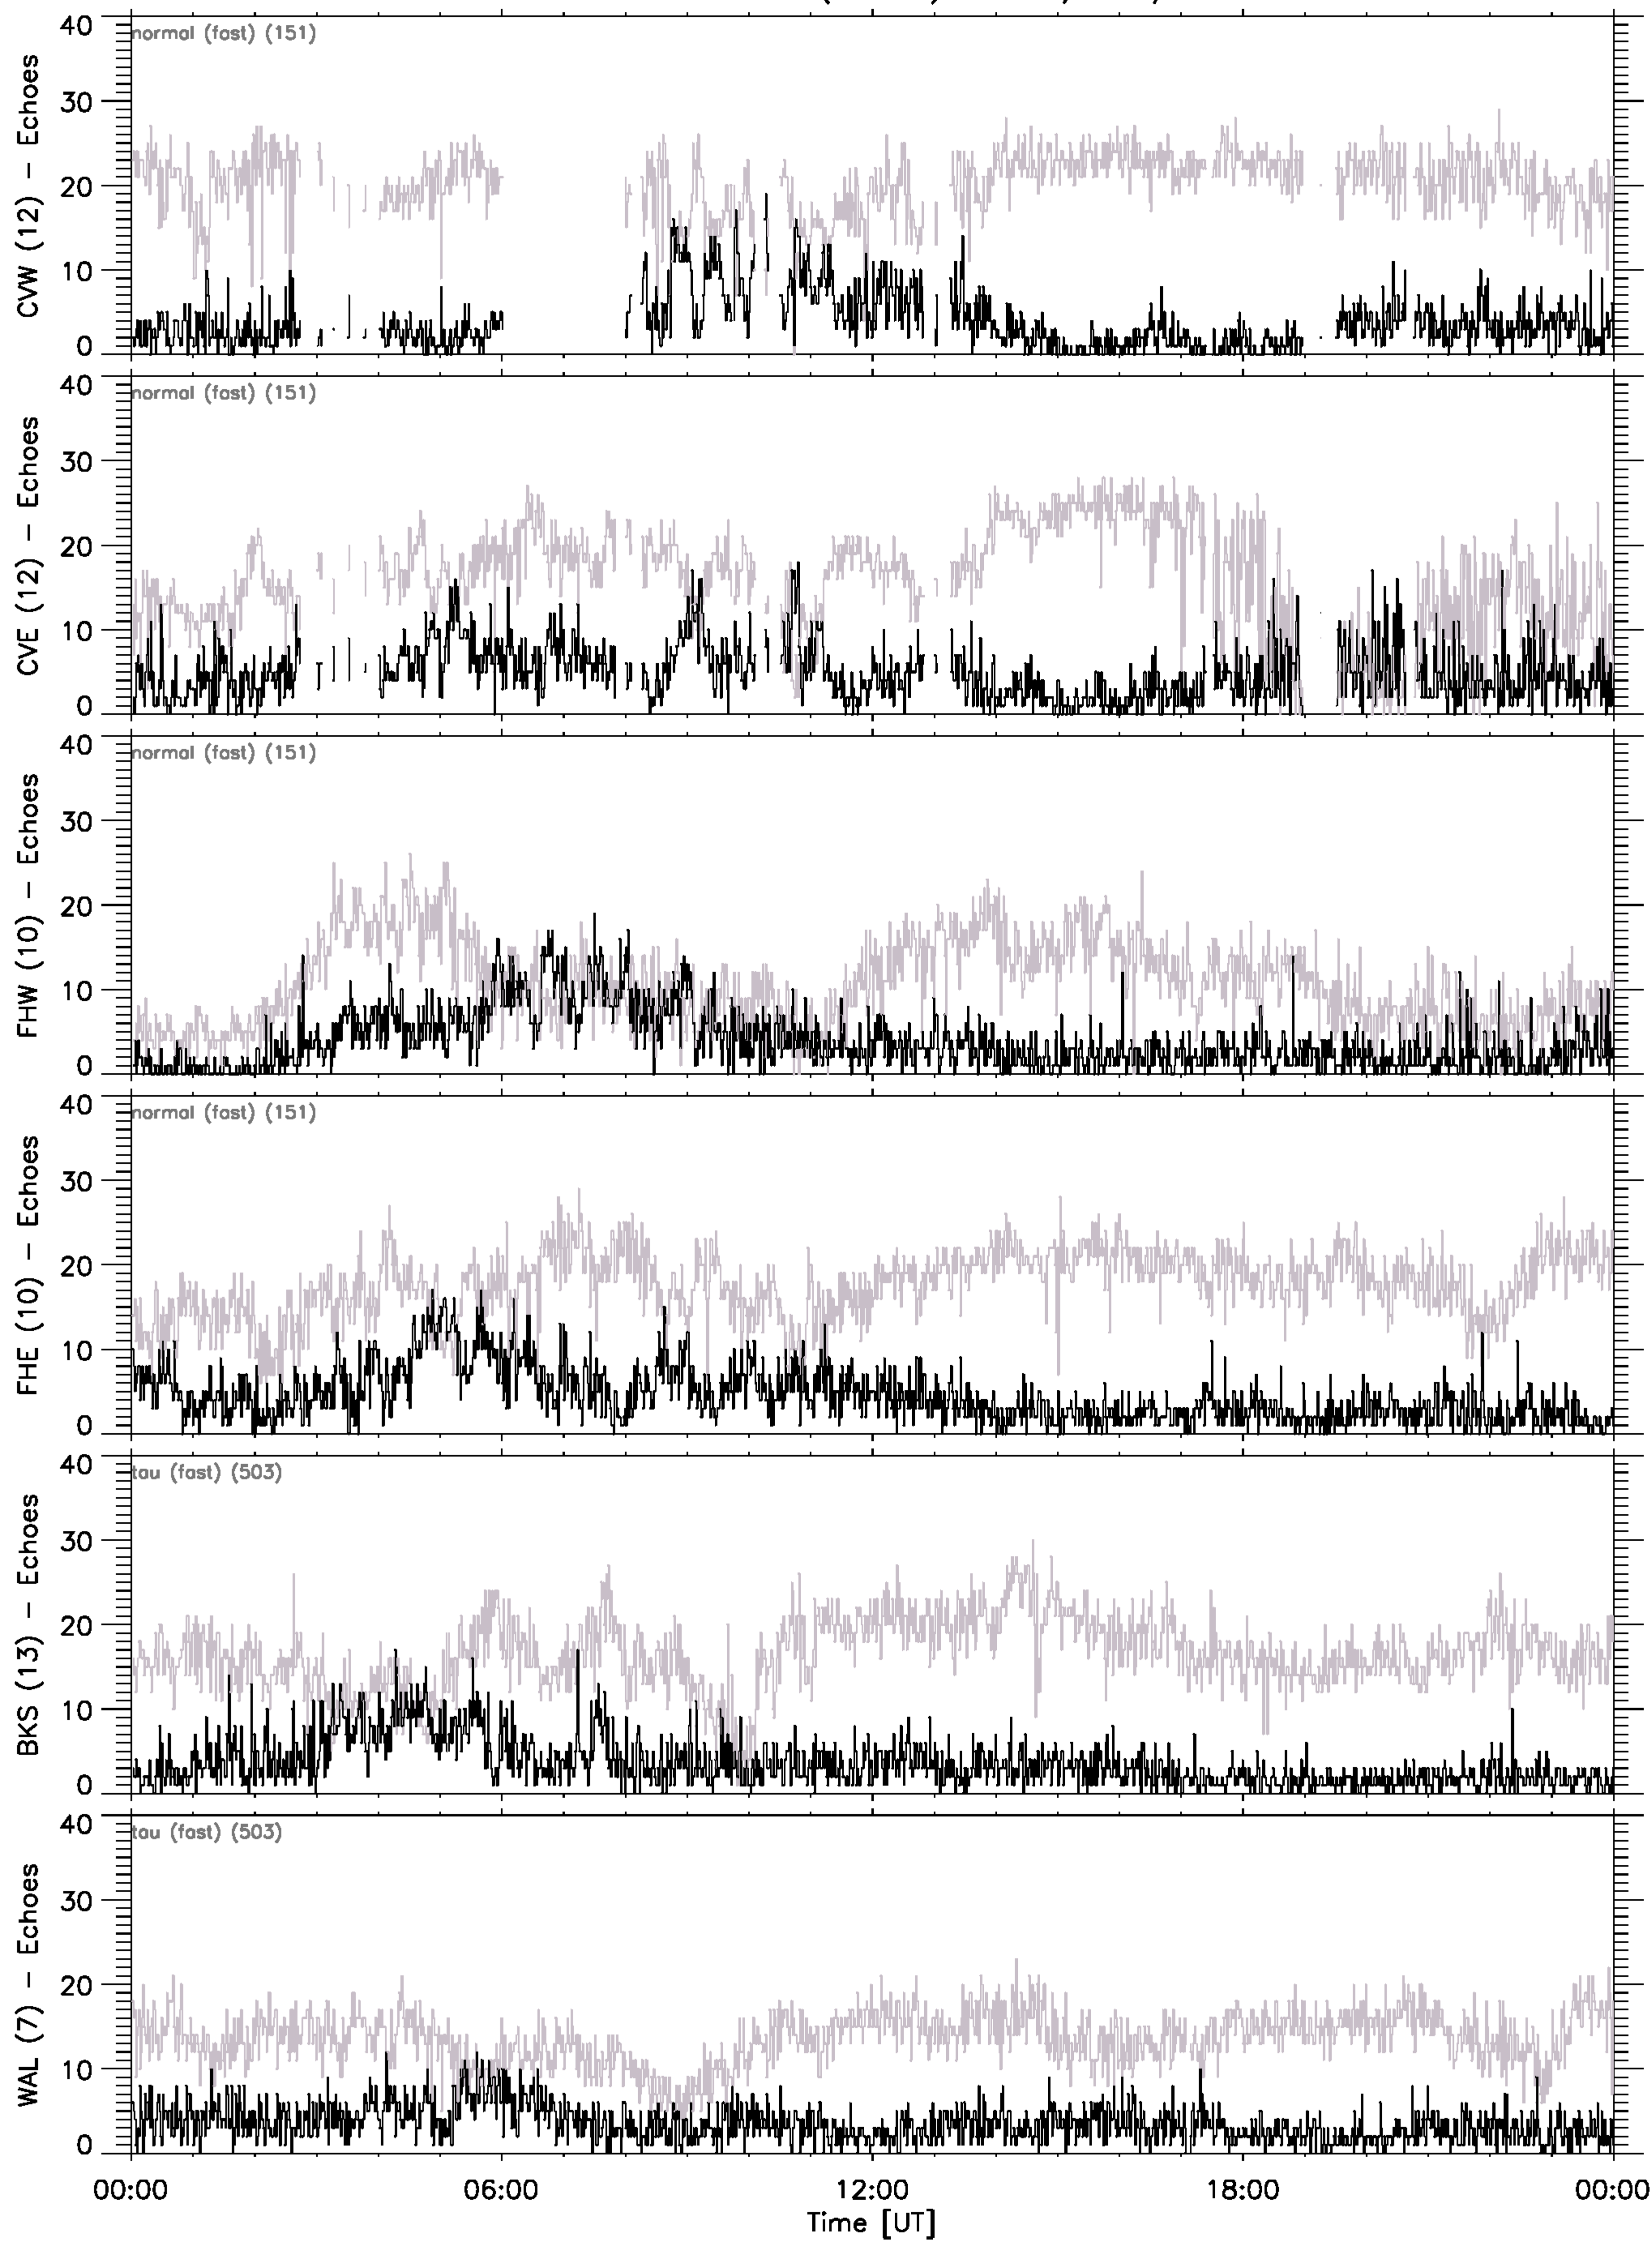 40
normal (fast) (151)
30
20
10
0
CVW (12) – Echoes
40
normal (fast) (151)
30
20
10
0
CVE (12) – Echoes
40
normal (fast) (151)
30
20
10
0
FHW (10) – Echoes
40
normal (fast) (151)
30
20
10
0
FHE (10) – Echoes
40
tau (fast) (503)
30
20
10
0
BKS (13) – Echoes
40
tau (fast) (503)
30
20
10
0
WAL (7) – Echoes
00:00 06:00 12:00 18:00 00:00
Time [UT]